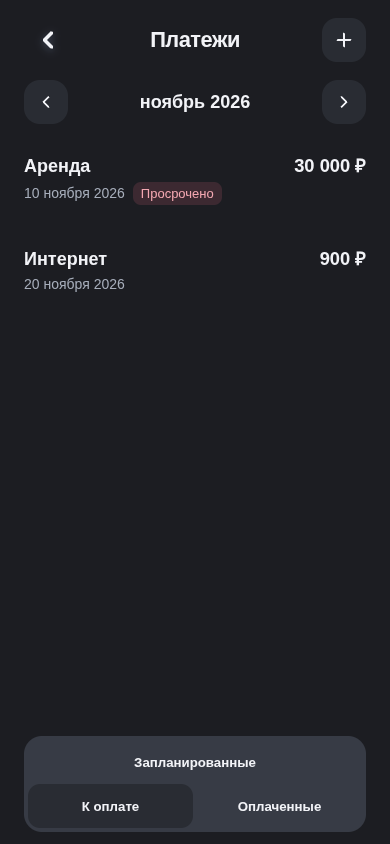 Платежи
ноябрь 2026
Аренда 30 000 ₽
10 ноября 2026 Просрочено
Интернет 900 ₽
20 ноября 2026
Запланированные
К оплате Оплаченные